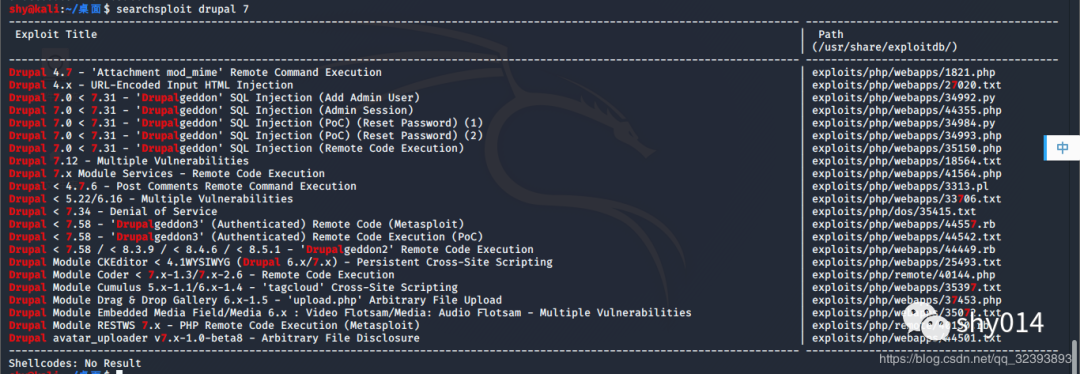 shy@kali:~/桌面$ searchsploit drupal 7
Exploit Title | Path
(/usr/share/exploitdb/)
Drupal 4.7 - 'Attachment mod_mime' Remote Command Execution | exploits/php/webapps/1821.php
Drupal 4.x - URL-Encoded Input HTML Injection | exploits/php/webapps/27020.txt
Drupal 7.0 < 7.31 - 'Drupalgeddon' SQL Injection (Add Admin User) | exploits/php/webapps/34992.py
Drupal 7.0 < 7.31 - 'Drupalgeddon' SQL Injection (Admin Session) | exploits/php/webapps/44355.php
Drupal 7.0 < 7.31 - 'Drupalgeddon' SQL Injection (PoC) (Reset Password) (1) | exploits/php/webapps/34984.py
Drupal 7.0 < 7.31 - 'Drupalgeddon' SQL Injection (PoC) (Reset Password) (2) | exploits/php/webapps/34993.php
Drupal 7.0 < 7.31 - 'Drupalgeddon' SQL Injection (Remote Code Execution) | exploits/php/webapps/35150.php
Drupal 7.12 - Multiple Vulnerabilities | exploits/php/webapps/18564.txt
Drupal 7.x Module Services - Remote Code Execution | exploits/php/webapps/41564.php
Drupal < 4.7.6 - Post Comments Remote Command Execution | exploits/php/webapps/3313.pl
Drupal < 5.22/6.16 - Multiple Vulnerabilities | exploits/php/webapps/33706.txt
Drupal < 7.34 - Denial of Service | exploits/php/dos/35415.txt
Drupal < 7.58 - 'Drupalgeddon3' (Authenticated) Remote Code (Metasploit) | exploits/php/webapps/44557.rb
Drupal < 7.58 - 'Drupalgeddon3' (Authenticated) Remote Code Execution (PoC) | exploits/php/webapps/44542.txt
Drupal < 7.58 / < 8.3.9 / < 8.4.6 / < 8.5.1 - 'Drupalgeddon2' Remote Code Execution | exploits/php/webapps/44449.rb
Drupal Module CKEditor < 4.1WYSIWYG (Drupal 6.x/7.x) - Persistent Cross-Site Scripting | exploits/php/webapps/25493.txt
Drupal Module Coder < 7.x-1.3/7.x-2.6 - Remote Code Execution | exploits/php/remote/40144.php
Drupal Module Cumulus 5.x-1.1/6.x-1.4 - 'tagcloud' Cross-Site Scripting | exploits/php/webapps/35397.txt
Drupal Module Drag & Drop Gallery 6.x-1.5 - 'upload.php' Arbitrary File Upload | exploits/php/webapps/37453.php
Drupal Module Embedded Media Field/Media 6.x : Video Flotsam/Media: Audio Flotsam - Multiple Vulnerabilities | exploits/php/webapps/35072.txt
Drupal Module RESTWS 7.x - PHP Remote Code Execution (Metasploit) | exploits/php/
Drupal avatar_uploader v7.x-1.0-beta8 - Arbitrary File Disclosure | exploits/php/webapps/44501.txt
Shellcodes: No Result
中
shy014
https://blog.csdn.net/qq_32393893